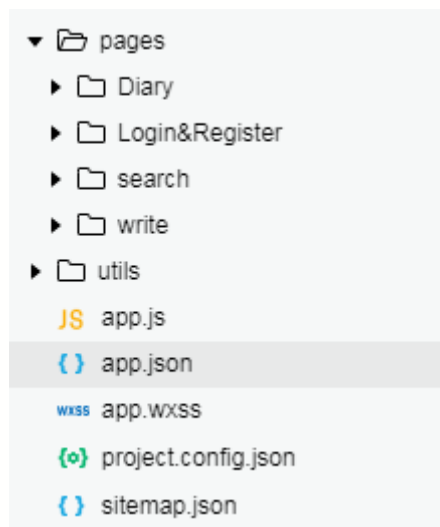 pages
Diary
Login&Register
search
write
utils
JS app.js
{ } app.json
wxss app.wxss
{o} project.config.json
{ } sitemap.json